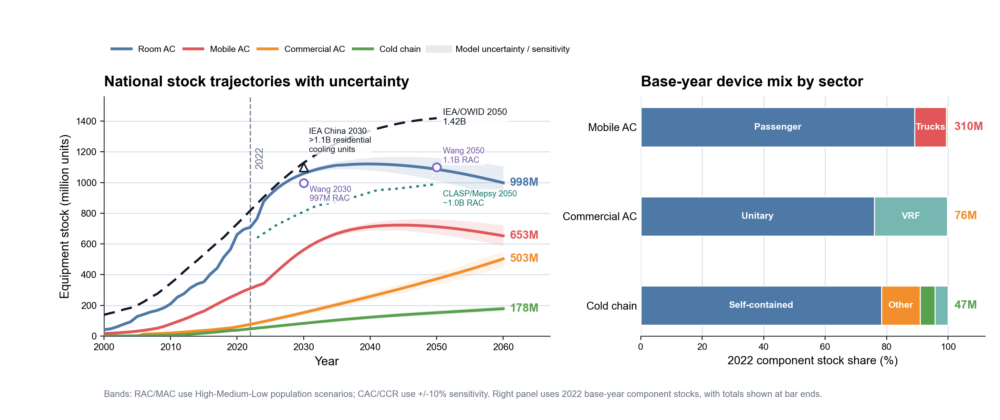 Room AC
Mobile AC
Commercial AC
Cold chain
Model uncertainty / sensitivity
National stock trajectories with uncertainty
Equipment stock (million units)
1400
1200
1000
800
600
400
200
0
2000
2010
2020
2030
2040
2050
2060
Year
2022
IEA China 2030
>1.1B residential
cooling units
IEA/OWID 2050
1.42B
Wang 2050
1.1B RAC
Wang 2030
997M RAC
CLASP/Mepsy 2050
~1.0B RAC
998M
653M
503M
178M
Base-year device mix by sector
Mobile AC
Passenger
Trucks
310M
Commercial AC
Unitary
VRF
76M
Cold chain
Self-contained
Other
47M
0
20
40
60
80
100
2022 component stock share (%)
Bands: RAC/MAC use High-Medium-Low population scenarios; CAC/CCR use +/-10% sensitivity. Right panel uses 2022 base-year component stocks, with totals shown at bar ends.